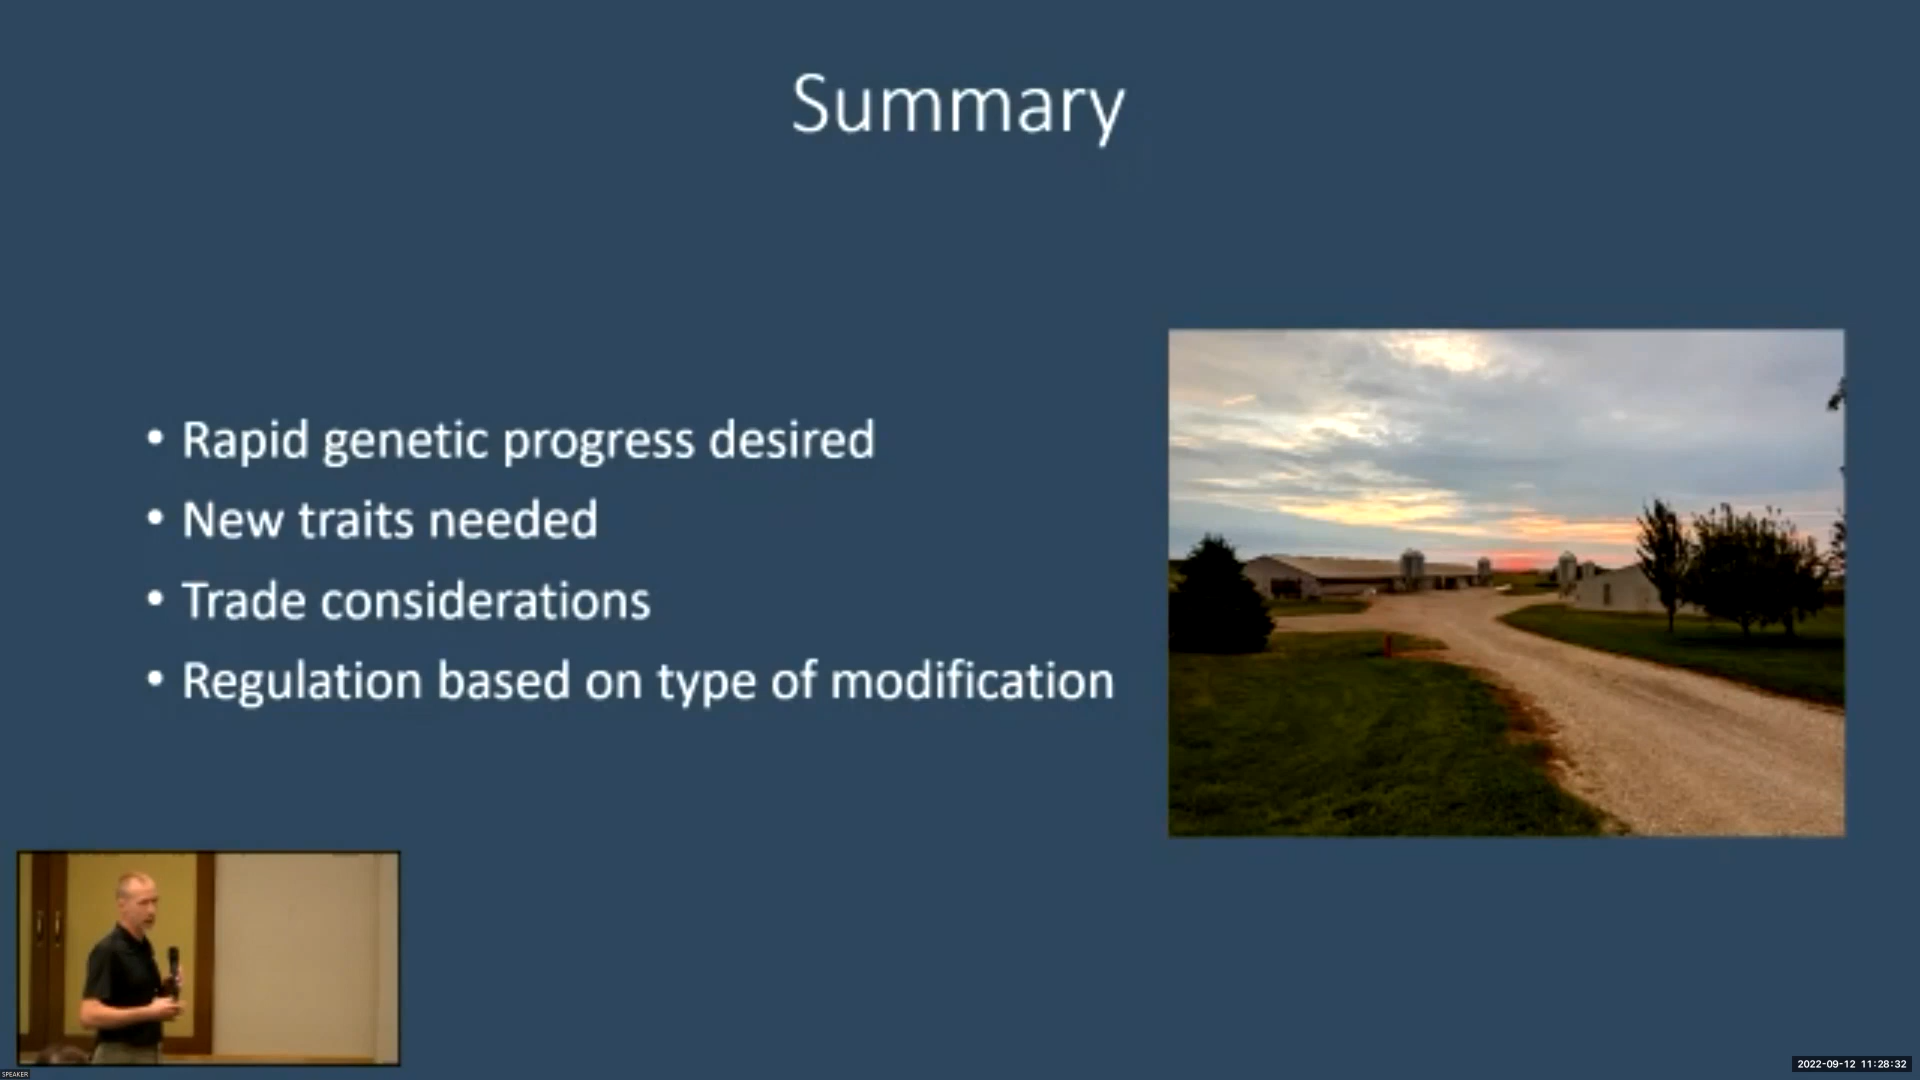 Summary
• Rapid genetic progress desired
• New traits needed
• Trade considerations
• Regulation based on type of modification
SPEAKER
2022-09-12 11:28:32